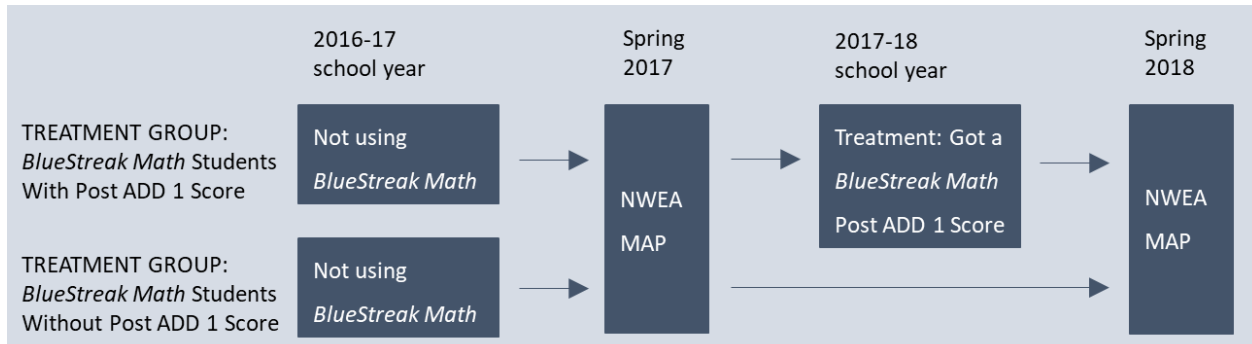 2016-17
school year
Spring
2017
2017-18
school year
Spring
2018
TREATMENT GROUP:
BlueStreak Math Students
With Post ADD 1 Score
Not using
BlueStreak Math
NWEA
MAP
Treatment: Got a
BlueStreak Math
Post ADD 1 Score
NWEA
MAP
TREATMENT GROUP:
BlueStreak Math Students
Without Post ADD 1 Score
Not using
BlueStreak Math